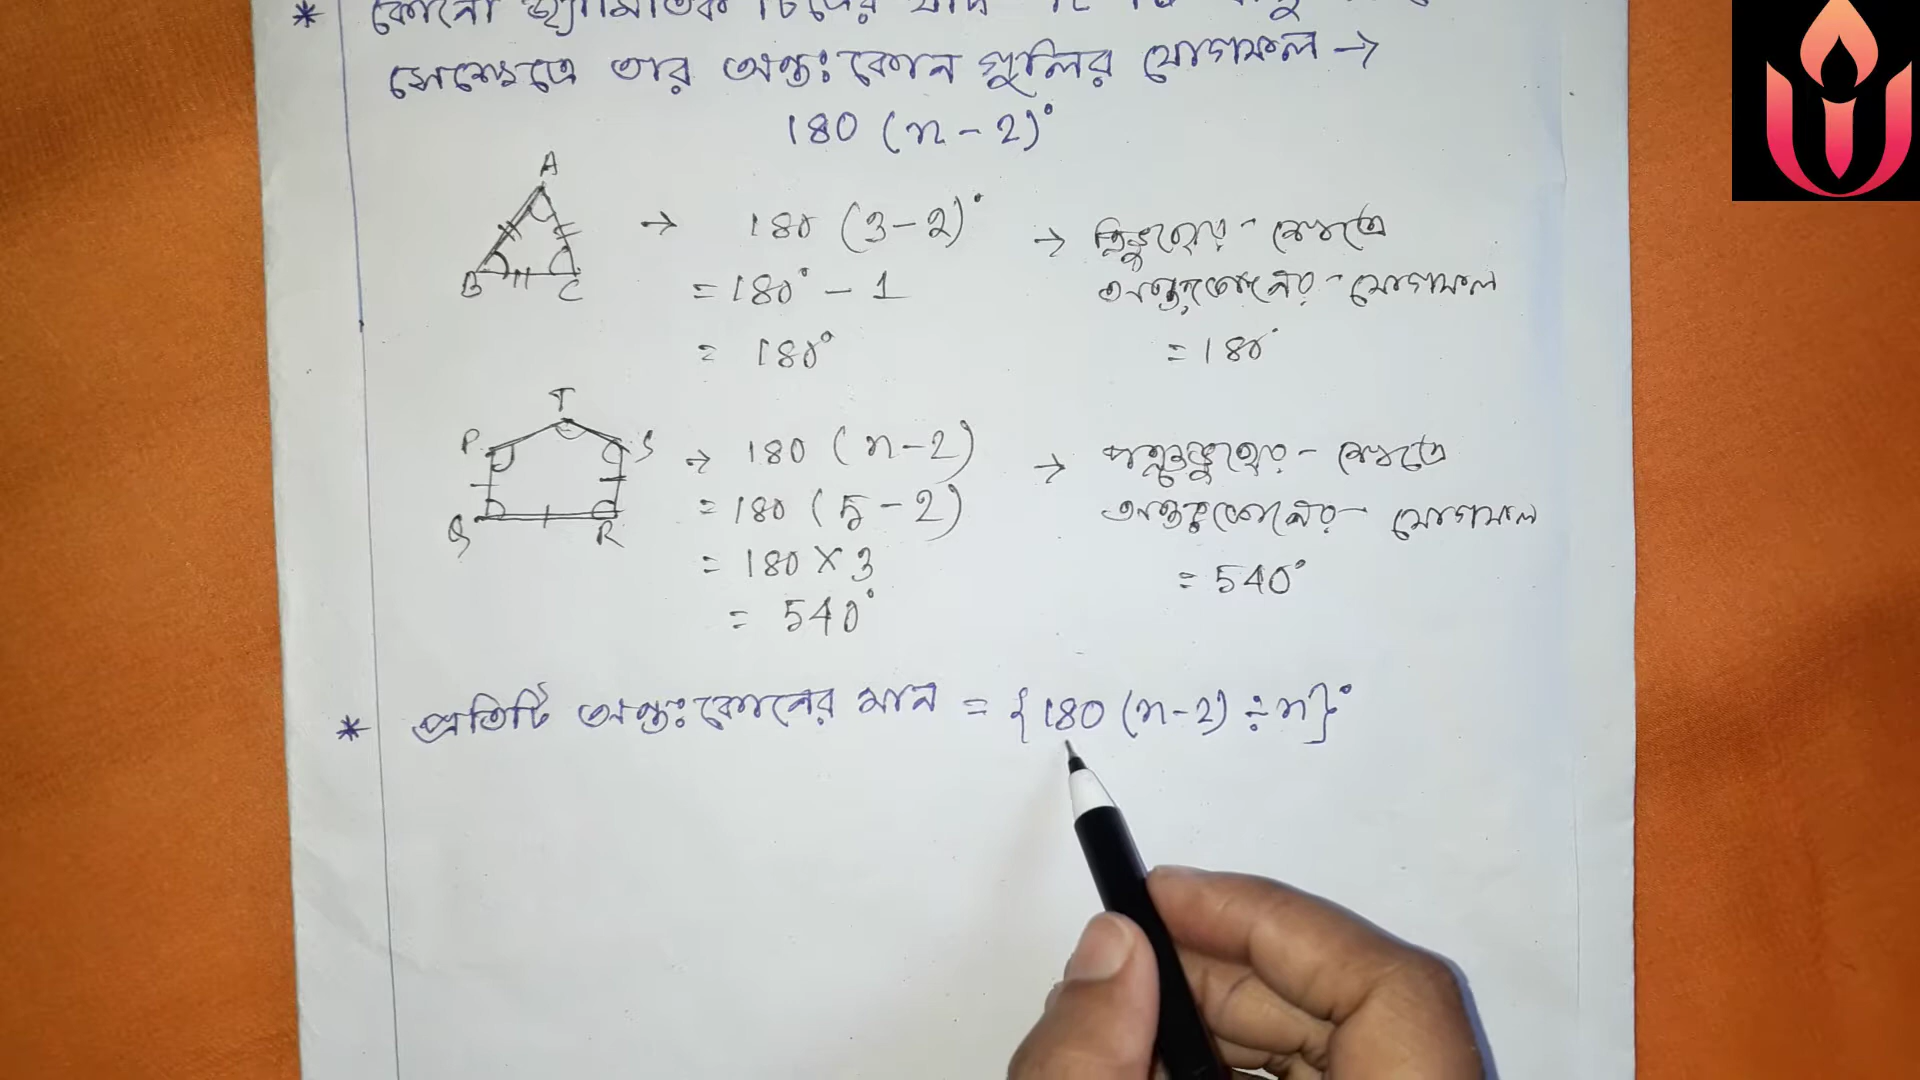 * কোনো জ্যামিতিক চিত্রের যদি
সেক্ষেত্রে তার অন্তঃকোন গুলির যোগফল →
180 (n - 2)°
A
B
C
→ 180 (3-2)°
= 180° - 1
= 180°
→ ত্রিভুজের ক্ষেত্রে
অন্তঃকোনের যোগফল
= 180°
T
P
S
Q
R
→ 180 (n-2)
= 180 (5-2)
= 180 × 3
= 540°
→ পঞ্চভুজের ক্ষেত্রে
অন্তঃকোনের যোগফল
= 540°
* প্রতিটি অন্তঃকোনের মান = {180 (n-2) ÷ n}°